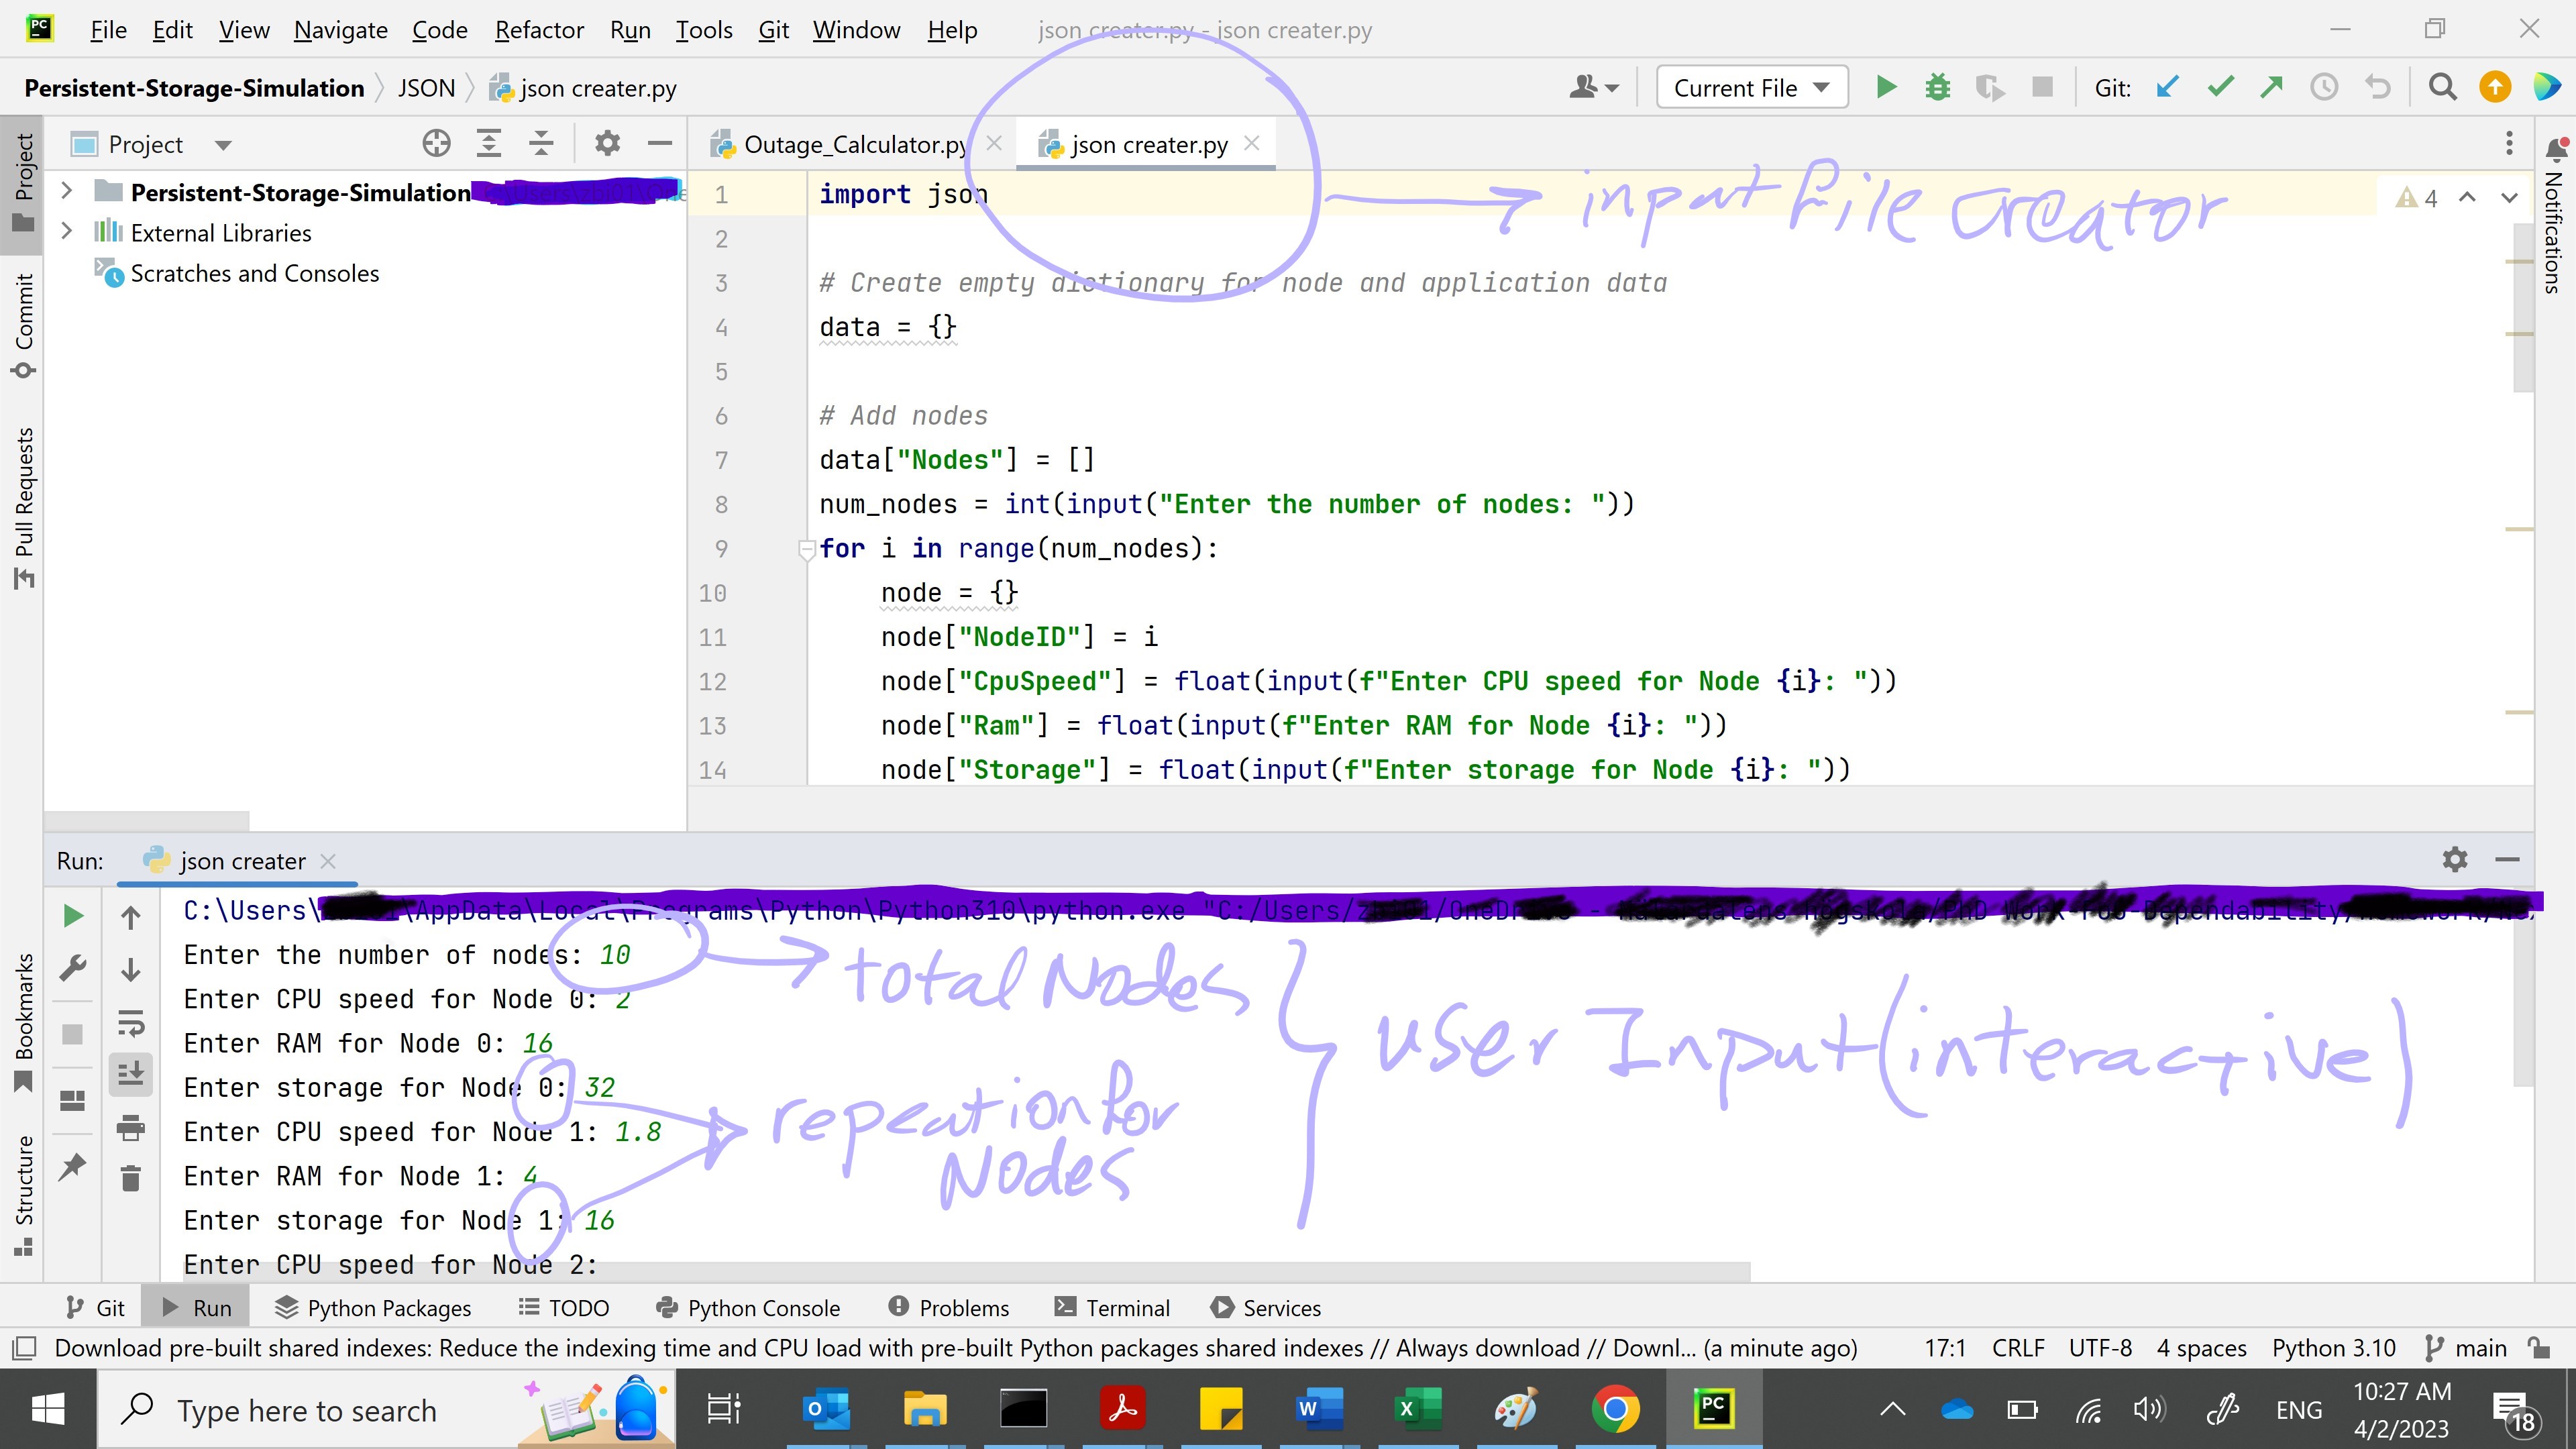 File Edit View Navigate Code Refactor Run Tools Git Window Help json creater.py - json creater.py
Persistent-Storage-Simulation JSON json creater.py Current File Git:
Project Outage_Calculator.py json creater.py
Persistent-Storage-Simulation
External Libraries
Scratches and Consoles
Project
Commit
Pull Requests
Bookmarks
Structure
Notifications
4
input file creator
1 import json
2
3 # Create empty dictionary for node and application data
4 data = {}
5
6 # Add nodes
7 data["Nodes"] = []
8 num_nodes = int(input("Enter the number of nodes: "))
9 for i in range(num_nodes):
10 node = {}
11 node["NodeID"] = i
12 node["CpuSpeed"] = float(input(f"Enter CPU speed for Node {i}: "))
13 node["Ram"] = float(input(f"Enter RAM for Node {i}: "))
14 node["Storage"] = float(input(f"Enter storage for Node {i}: "))
Run: json creater
C:\Users\ \AppData\Local\Programs\Python\Python310\python.exe "C:/Users/
Enter the number of nodes: 10
Enter CPU speed for Node 0: 2
Enter RAM for Node 0: 16
Enter storage for Node 0: 32
Enter CPU speed for Node 1: 1.8
Enter RAM for Node 1: 4
Enter storage for Node 1: 16
Enter CPU speed for Node 2:
total Nodes
repeation for
Nodes
user Input (interactive)
Git Run Python Packages TODO Python Console Problems Terminal Services
Download pre-built shared indexes: Reduce the indexing time and CPU load with pre-built Python packages shared indexes // Always download // Downl... (a minute ago) 17:1 CRLF UTF-8 4 spaces Python 3.10 main
Type here to search ENG 10:27 AM
4/2/2023 18